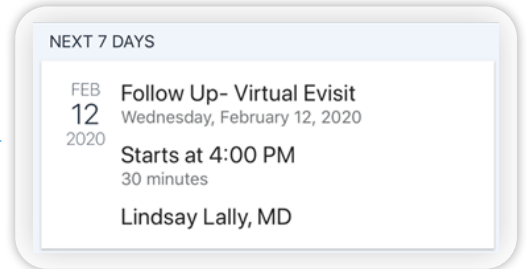 NEXT 7 DAYS
FEB
12
2020
Follow Up- Virtual Evisit
Wednesday, February 12, 2020
Starts at 4:00 PM
30 minutes
Lindsay Lally, MD